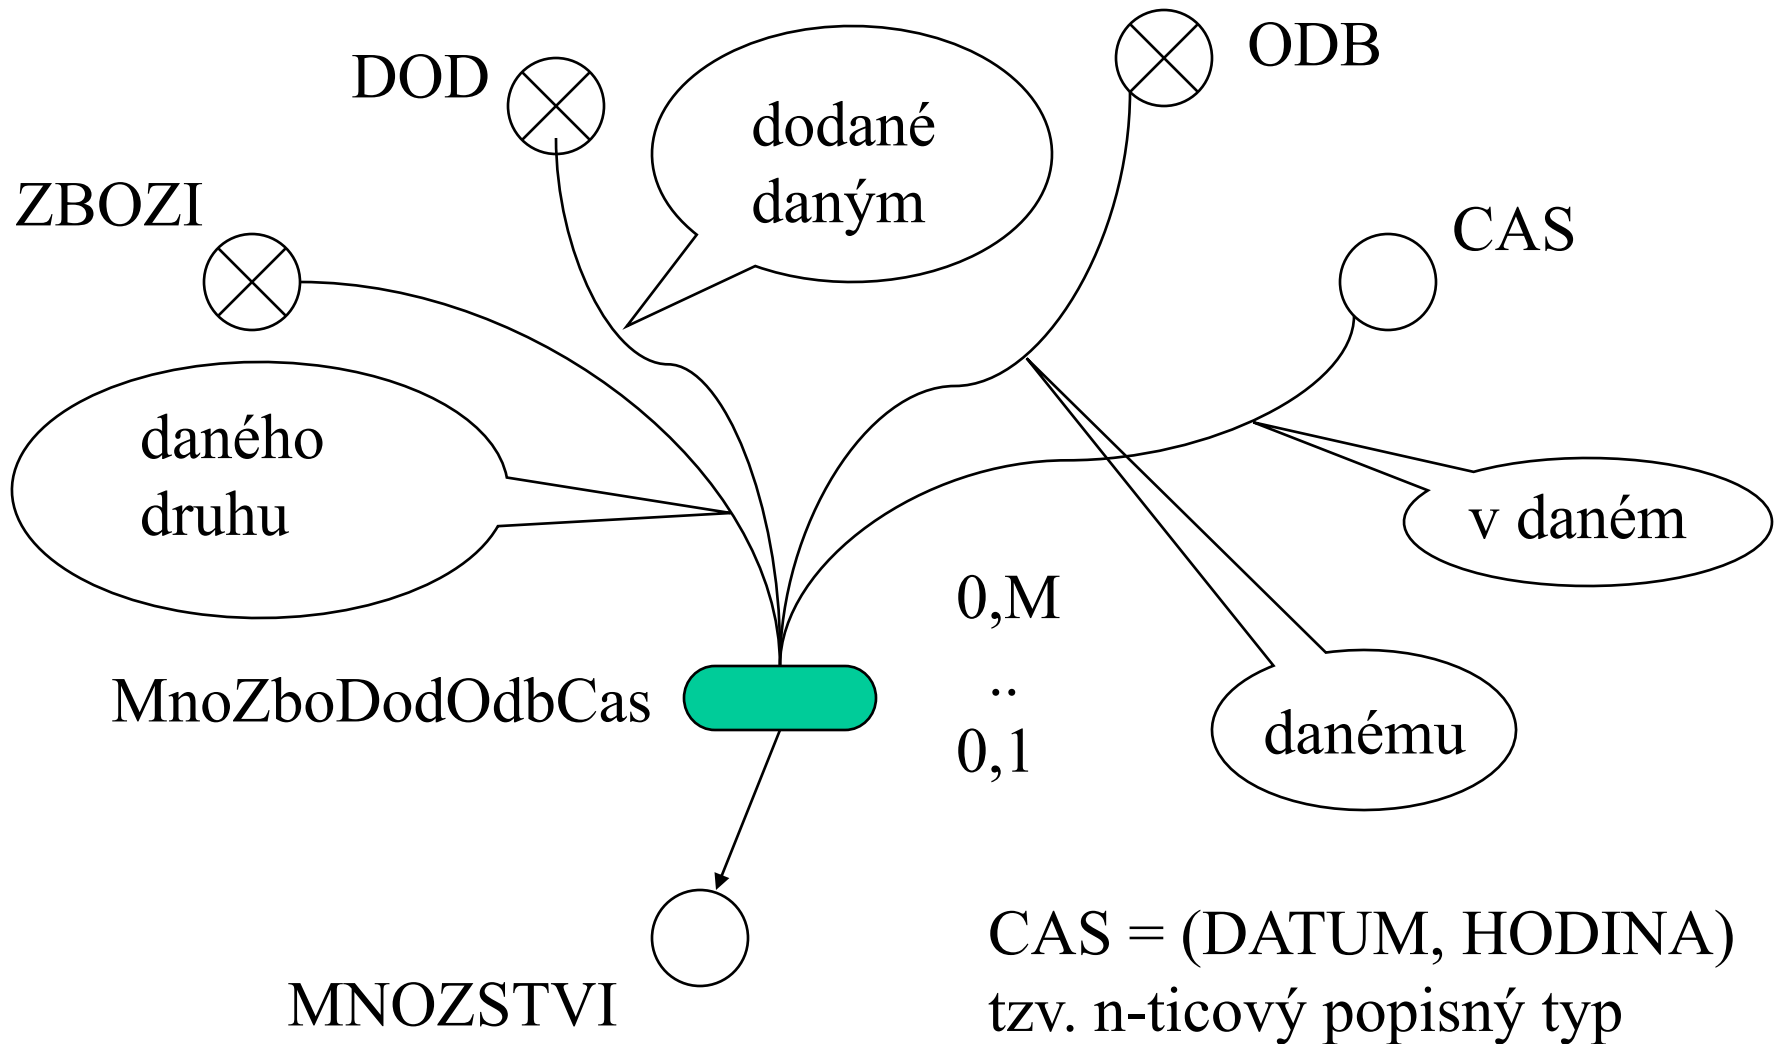 ODB
DOD
dodané
daným
ZBOZI
CAS
daného
druhu
v daném
0,M
..
0,1
MnoZboDodOdbCas
danému
CAS = (DATUM, HODINA)
tzv. n-ticový popisný typ
MNOZSTVI